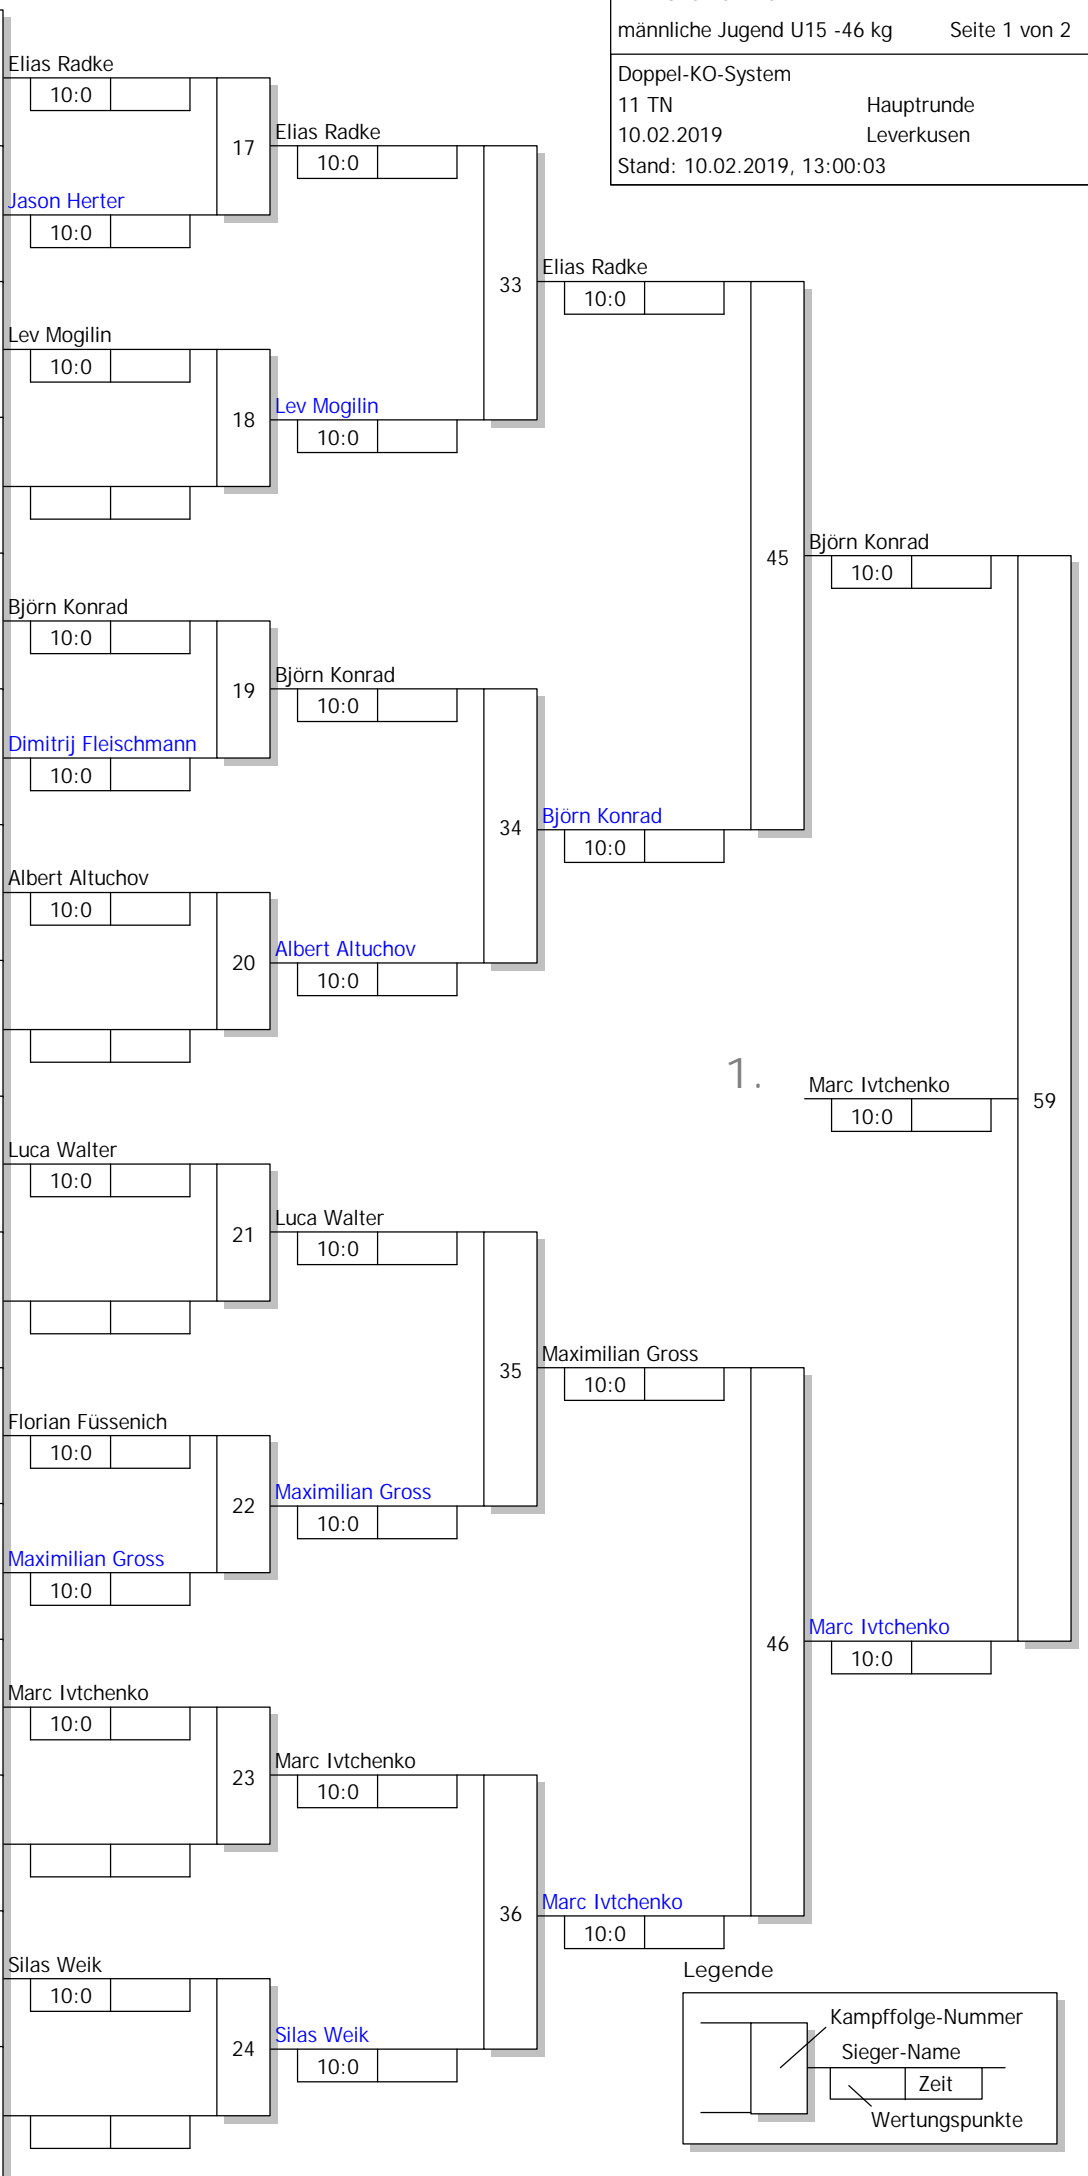 männliche Jugend U15 -46 kg Seite 1 von 2
Doppel-KO-System
11 TN Hauptrunde
10.02.2019 Leverkusen
Stand: 10.02.2019, 13:00:03
Elias Radke
10:0
17
Elias Radke
10:0
Jason Herter
10:0
33
Elias Radke
10:0
Lev Mogilin
10:0
18
Lev Mogilin
10:0
45
Björn Konrad
10:0
Björn Konrad
10:0
19
Björn Konrad
10:0
Dimitrij Fleischmann
10:0
34
Björn Konrad
10:0
Albert Altuchov
10:0
20
Albert Altuchov
10:0
1.
Marc Ivtchenko
10:0
59
Luca Walter
10:0
21
Luca Walter
10:0
35
Maximilian Gross
10:0
Florian Füssenich
10:0
22
Maximilian Gross
10:0
Maximilian Gross
10:0
46
Marc Ivtchenko
10:0
Marc Ivtchenko
10:0
23
Marc Ivtchenko
10:0
36
Marc Ivtchenko
10:0
Silas Weik
10:0
24
Silas Weik
10:0
Legende
Kampffolge-Nummer
Sieger-Name
Zeit
Wertungspunkte